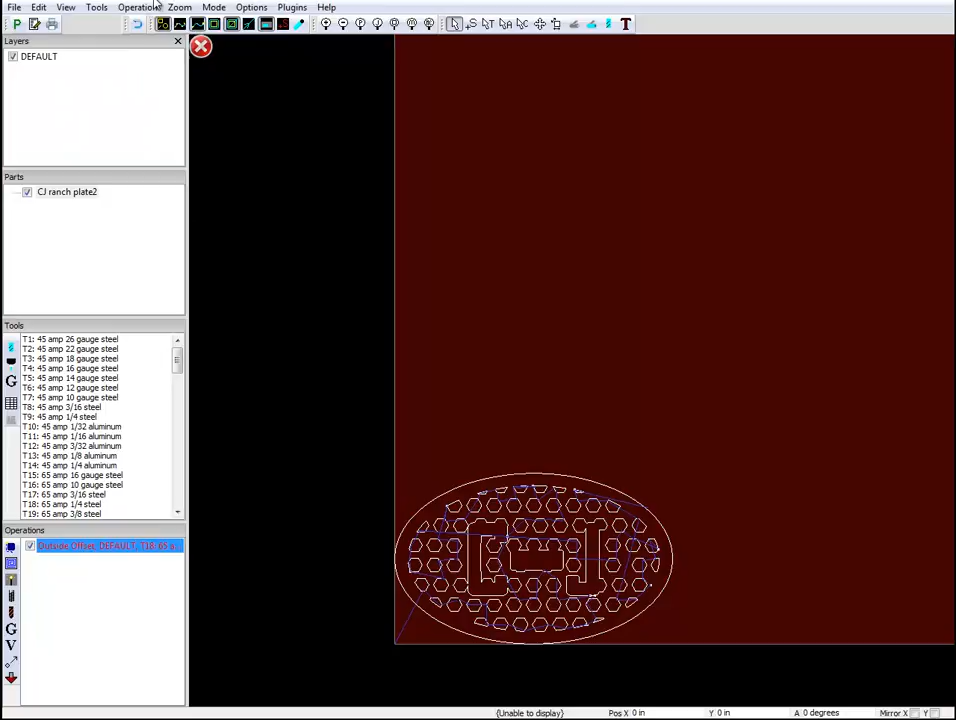 File Edit View Tools Operations Zoom Mode Options Plugins Help
P T
Layers
DEFAULT
Parts
CJ ranch plate2
Tools
T1: 45 amp 26 gauge steel
T2: 45 amp 22 gauge steel
T3: 45 amp 18 gauge steel
T4: 45 amp 16 gauge steel
T5: 45 amp 14 gauge steel
T6: 45 amp 12 gauge steel
T7: 45 amp 10 gauge steel
T8: 45 amp 3/16 steel
T9: 45 amp 1/4 steel
T10: 45 amp 1/32 aluminum
T11: 45 amp 1/16 aluminum
T12: 45 amp 3/32 aluminum
T13: 45 amp 1/8 aluminum
T14: 45 amp 1/4 aluminum
T15: 65 amp 16 gauge steel
T16: 65 amp 10 gauge steel
T17: 65 amp 3/16 steel
T18: 65 amp 1/4 steel
T19: 65 amp 3/8 steel
G
Operations
Outside Offset, DEFAULT, T18: 65 a...
G
V
{Unable to display} Pos X 0 in Y 0 in A 0 degrees Mirror X Y